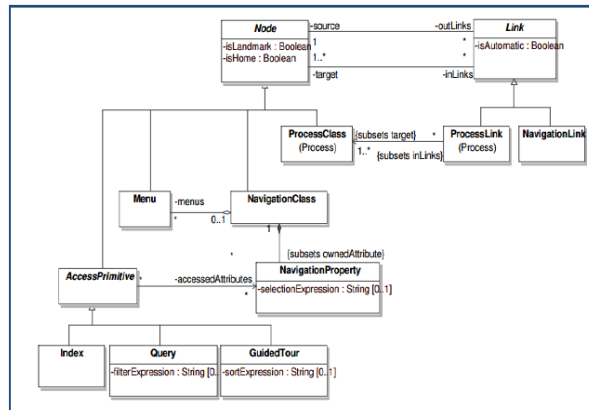 Node
-source
-outLinks
Link
-isLandmark : Boolean
-isHome : Boolean
1
*
-isAutomatic : Boolean
1..*
*
-target
-inLinks
ProcessClass
(Process)
{subsets target}
*
1..*
{subsets inLinks}
ProcessLink
(Process)
NavigationLink
Menu
-menus
*
0..1
NavigationClass
1
*
{subsets ownedAttribute}
AccessPrimitive
*
-accessedAttributes
*
NavigationProperty
-selectionExpression : String [0..1]
Index
Query
-filterExpression : String [0..
GuidedTour
-sortExpression : String [0..1]